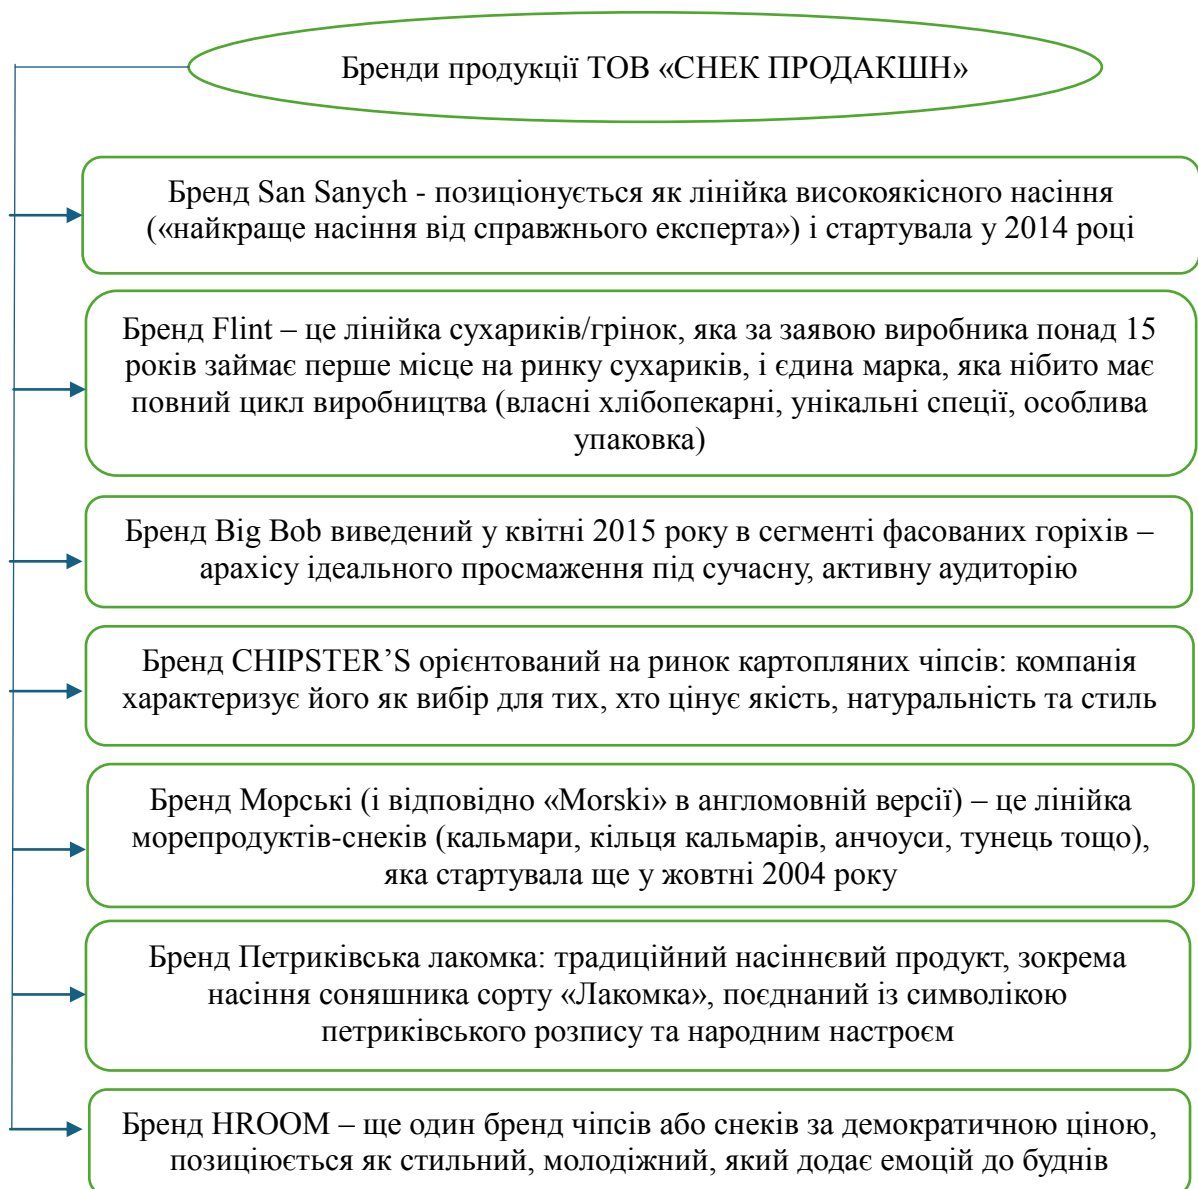 Бренди продукції ТОВ «СНЕК ПРОДАКШН»
Бренд San Sanych - позиціонується як лінійка високоякісного насіння
(«найкраще насіння від справжнього експерта») і стартувала у 2014 році
Бренд Flint – це лінійка сухариків/грінок, яка за заявою виробника понад 15
років займає перше місце на ринку сухариків, і єдина марка, яка нібито має
повний цикл виробництва (власні хлібопекарні, унікальні спеції, особлива
упаковка)
Бренд Big Bob виведений у квітні 2015 року в сегменті фасованих горіхів –
арахісу ідеального просмаження під сучасну, активну аудиторію
Бренд CHIPSTER’S орієнтований на ринок картопляних чіпсів: компанія
характеризує його як вибір для тих, хто цінує якість, натуральність та стиль
Бренд Морські (і відповідно «Morski» в англомовній версії) – це лінійка
морепродуктів-снеків (кальмари, кільця кальмарів, анчоуси, тунець тощо),
яка стартувала ще у жовтні 2004 року
Бренд Петриківська лакомка: традиційний насіннєвий продукт, зокрема
насіння соняшника сорту «Лакомка», поєднаний із символікою
петриківського розпису та народним настроєм
Бренд HROOM – ще один бренд чіпсів або снеків за демократичною ціною,
позиціюється як стильний, молодіжний, який додає емоцій до буднів